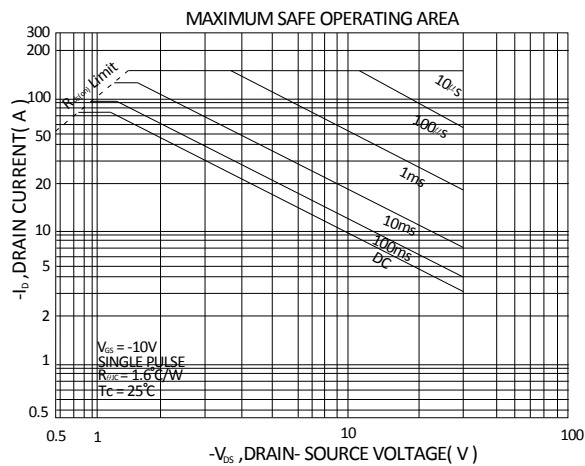 MAXIMUM SAFE OPERATING AREA
300
200
100
50
20
10
5
2
1
0.5
-ID,DRAIN CURRENT( A )
RDS(on) Limit
10μs
100μs
1ms
10ms
100ms
DC
VGS = -10V
SINGLE PULSE
RθJC = 1.6°C/W
Tc = 25°C
0.5 1 10 100
-VDS ,DRAIN- SOURCE VOLTAGE( V )